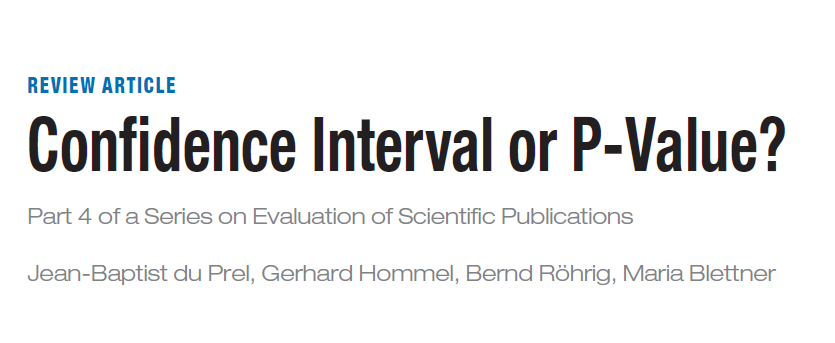 REVIEW ARTICLE
Confidence Interval or P-Value?
Part 4 of a Series on Evaluation of Scientific Publications
Jean-Baptist du Prel, Gerhard Hommel, Bernd Röhrig, Maria Blettner